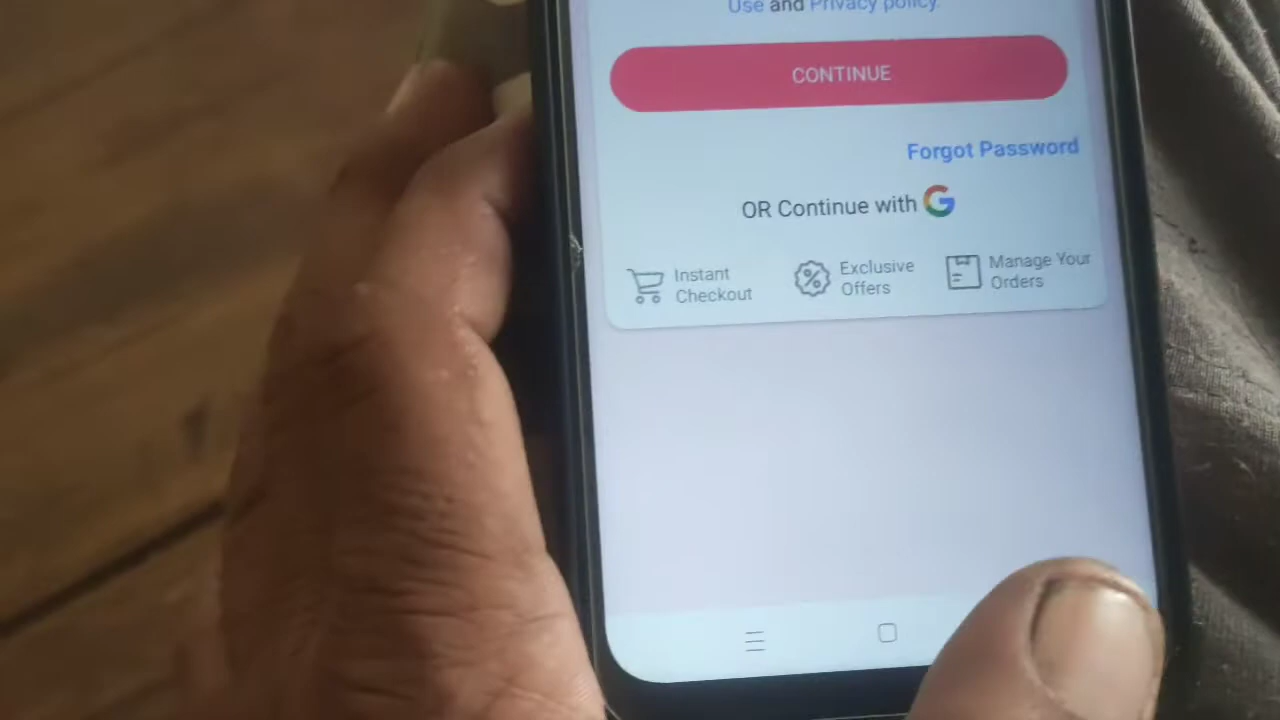 Use and Privacy policy.
CONTINUE
Forgot Password
OR Continue with
Instant
Checkout
Exclusive
Offers
Manage Your
Orders